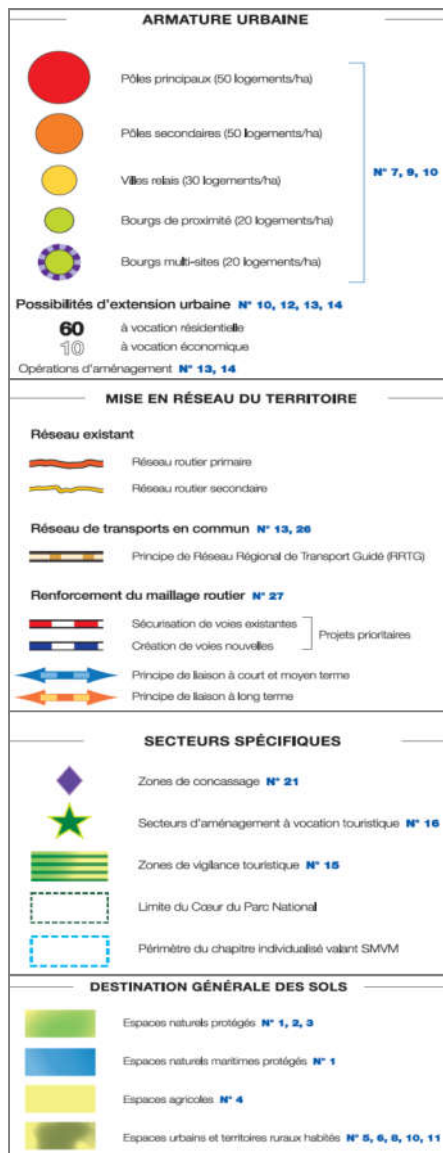 ARMATURE URBAINE
Pôles principaux (50 logements/ha)
Pôles secondaires (50 logements/ha)
Villes relais (30 logements/ha)
N° 7, 9, 10
Bourgs de proximité (20 logements/ha)
Bourgs multi-sites (20 logements/ha)
Possibilités d'extension urbaine N° 10, 12, 13, 14
60 à vocation résidentielle
10 à vocation économique
Opérations d'aménagement N° 13, 14
MISE EN RÉSEAU DU TERRITOIRE
Réseau existant
Réseau routier primaire
Réseau routier secondaire
Réseau de transports en commun N° 13, 26
Principe de Réseau Régional de Transport Guidé (RRTG)
Renforcement du maillage routier N° 27
Sécurisation de voies existantes
Projets prioritaires
Création de voies nouvelles
Principe de liaison à court et moyen terme
Principe de liaison à long terme
SECTEURS SPÉCIFIQUES
Zones de concassage N° 21
Secteurs d'aménagement à vocation touristique N° 16
Zones de vigilance touristique N° 15
Limite du Cœur du Parc National
Périmètre du chapitre individualisé valant SMVM
DESTINATION GÉNÉRALE DES SOLS
Espaces naturels protégés N° 1, 2, 3
Espaces naturels maritimes protégés N° 1
Espaces agricoles N° 4
Espaces urbains et territoires ruraux habités N° 5, 6, 8, 10, 11